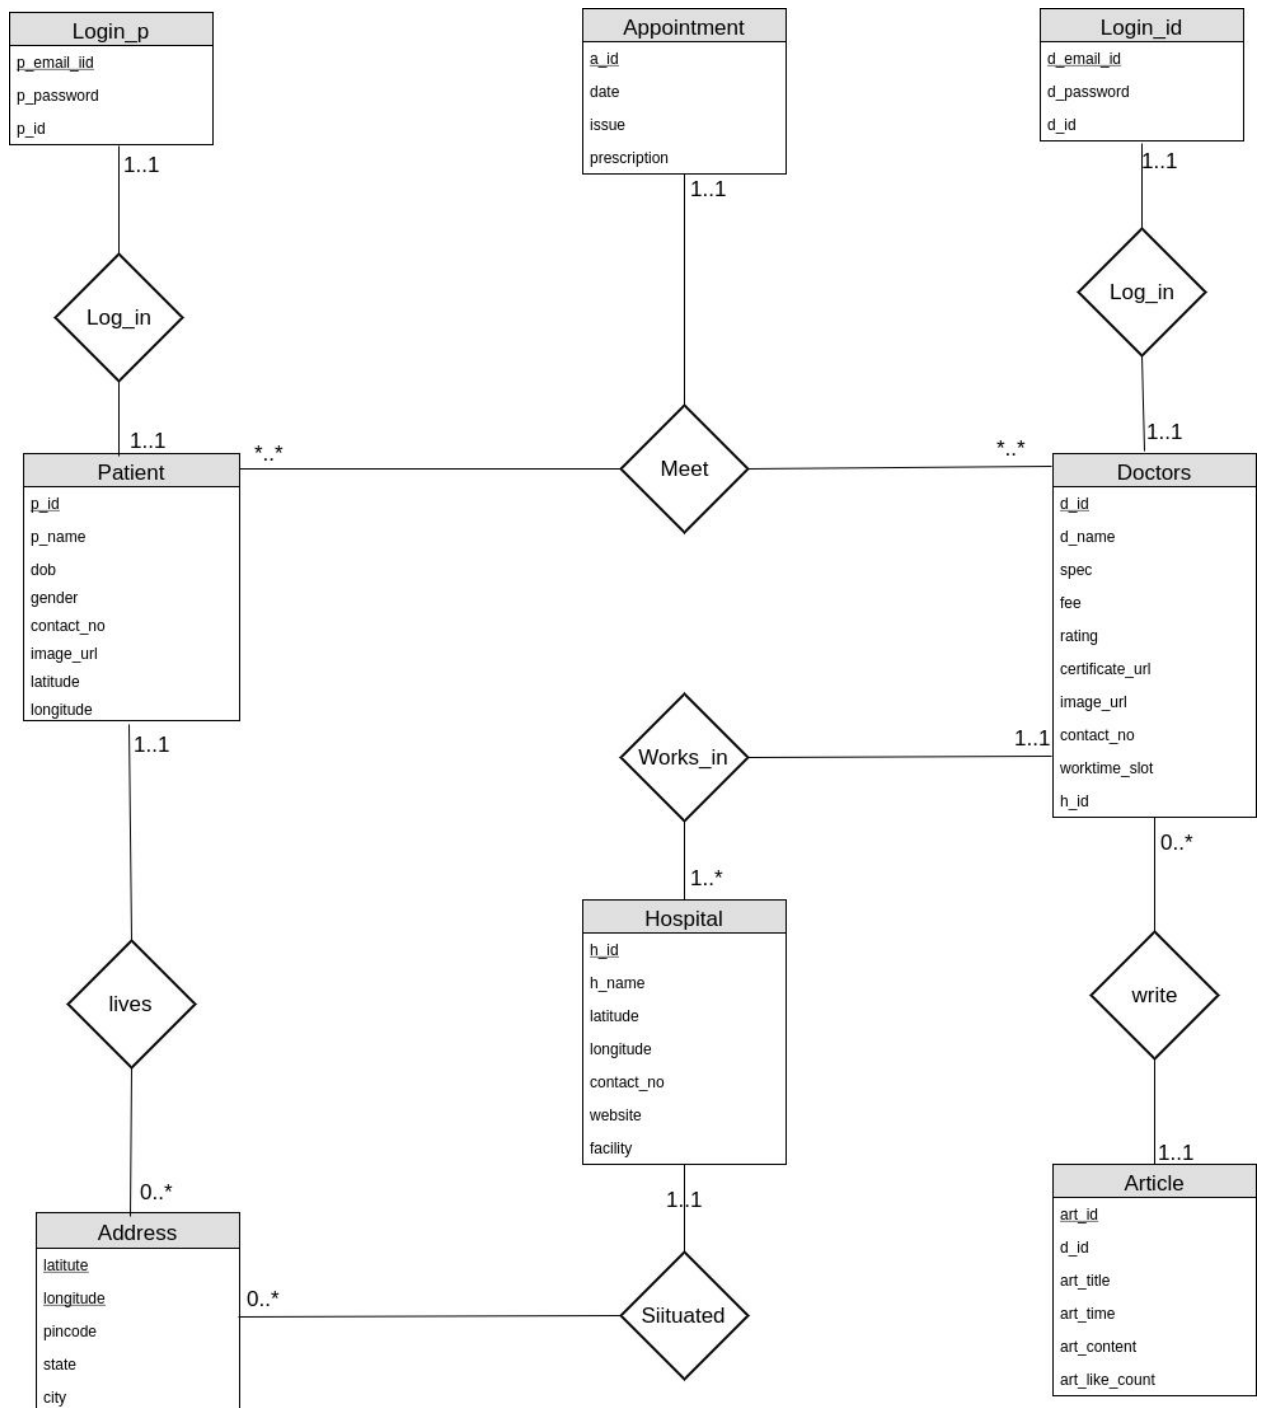 Login_p
p_email_iid
p_password
p_id
1..1
Log_in
1..1
Appointment
a_id
date
issue
prescription
1..1
Login_id
d_email_id
d_password
d_id
1..1
Log_in
1..1
Patient
p_id
p_name
dob
gender
contact_no
image_url
latitude
longitude
*..*
Meet
*..*
Doctors
d_id
d_name
spec
fee
rating
certificate_url
image_url
contact_no
worktime_slot
h_id
1..1
Works_in
1..1
1..*
Hospital
h_id
h_name
latitude
longitude
contact_no
website
facility
0..*
write
1..1
Article
art_id
d_id
art_title
art_time
art_content
art_like_count
lives
0..*
Address
latitute
longitude
pincode
state
city
0..*
1..1
Siituated